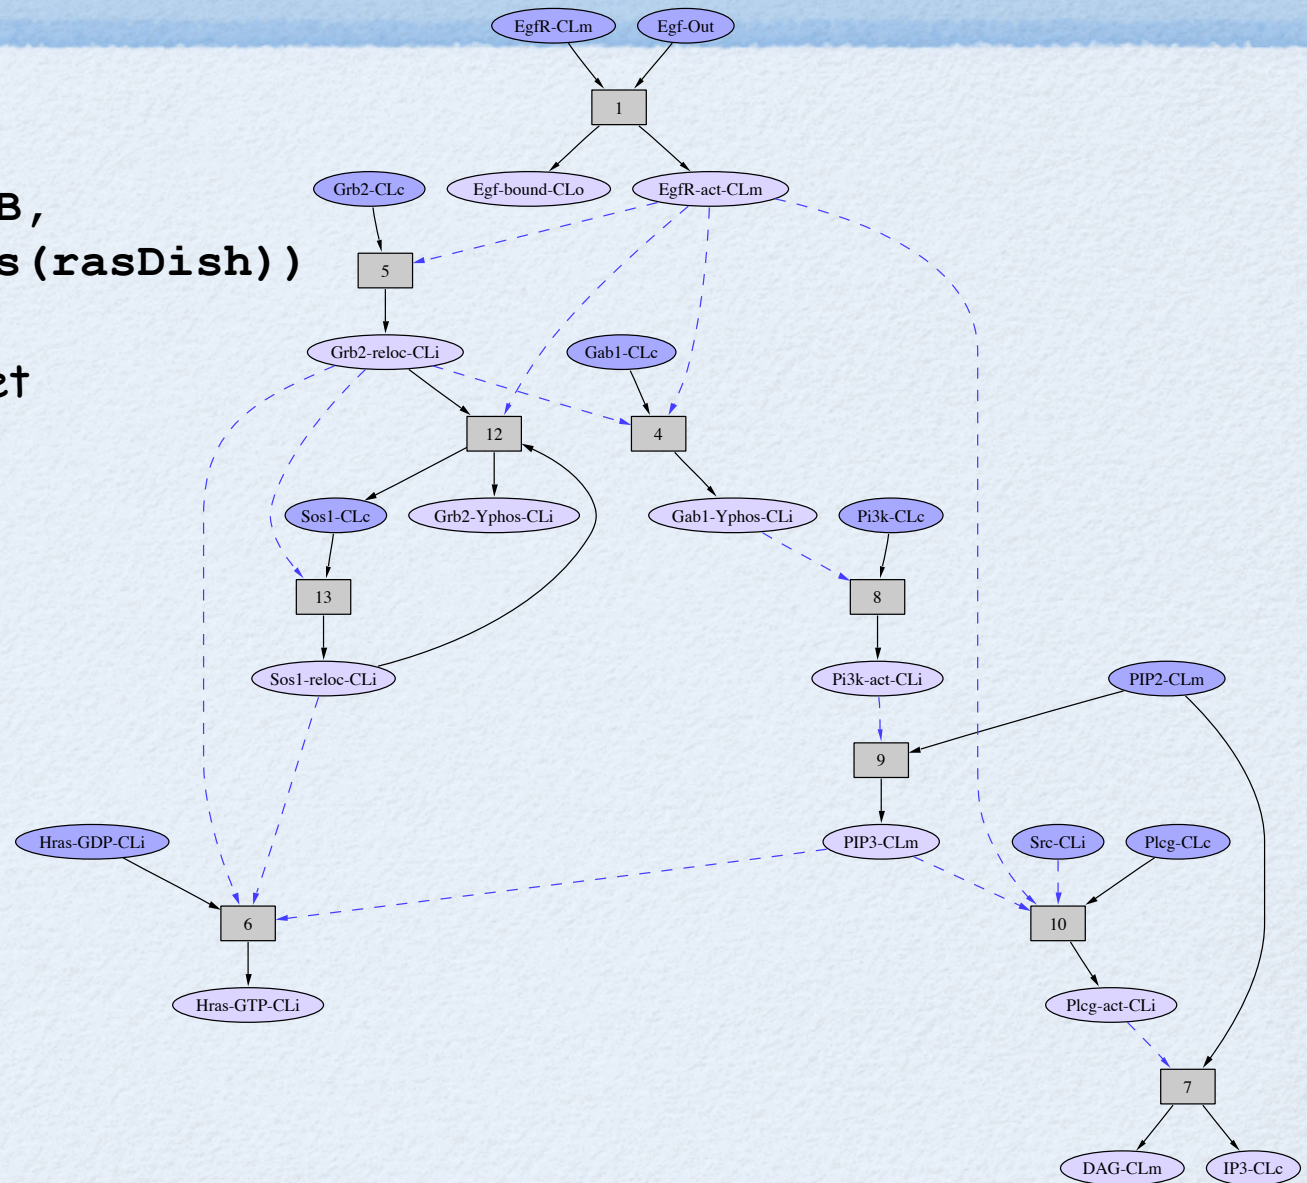 EgfR-CLm Egf-Out
1
Grb2-CLc Egf-bound-CLo EgfR-act-CLm
B,
s(rasDish))
5
Grb2-reloc-CLi Gab1-CLc
et
12 4
Sos1-CLc Grb2-Yphos-CLi Gab1-Yphos-CLi Pi3k-CLc
13 8
Sos1-reloc-CLi Pi3k-act-CLi PIP2-CLm
9
Hras-GDP-CLi PIP3-CLm Src-CLi Plcg-CLc
6 10
Hras-GTP-CLi Plcg-act-CLi
7
DAG-CLm IP3-CLc